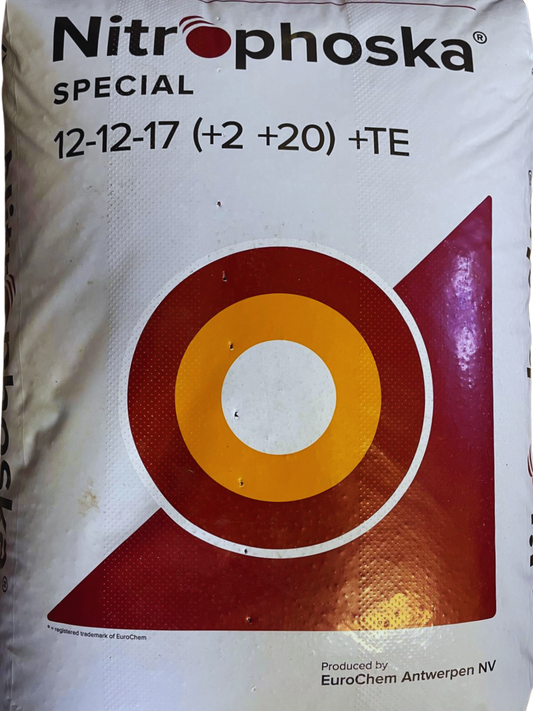 Nitrophoska®
SPECIAL
12-12-17 (+2 +20) +TE
* = registered trademark of EuroChem
Produced by
EuroChem Antwerpen NV